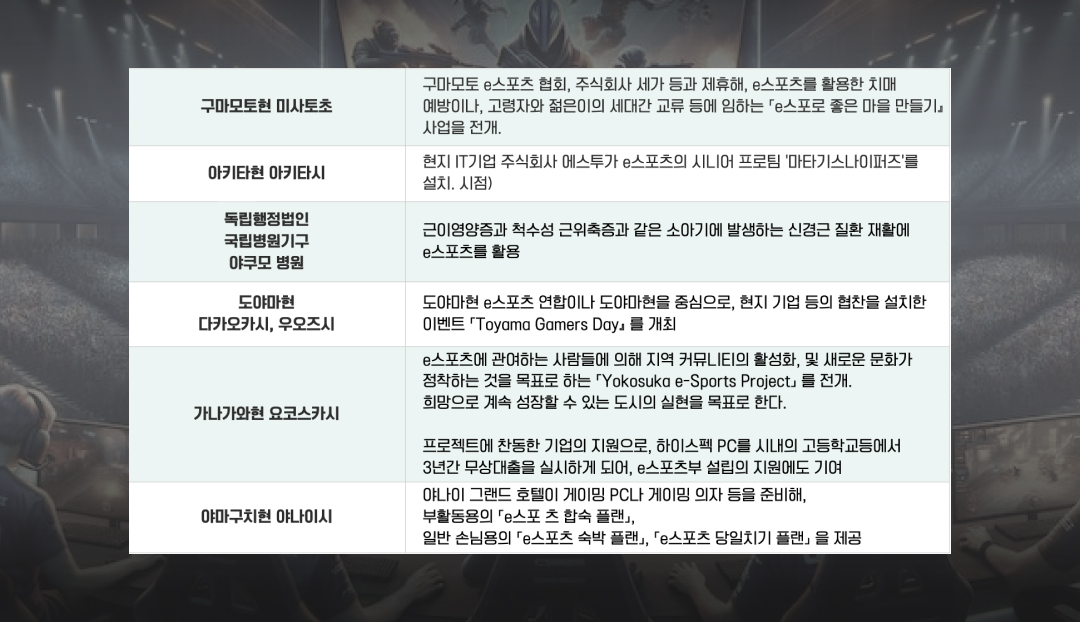 구마모토현 미사토초
구마모토 e스포츠 협회, 주식회사 세가 등과 제휴해, e스포츠를 활용한 치매
예방이나, 고령자와 젊은이의 세대간 교류 등에 임하는 「e스포로 좋은 마을 만들기」
사업을 전개.
아키타현 아키타시
현지 IT기업 주식회사 에스투가 e스포츠의 시니어 프로팀 '마타기스나이퍼즈'를
설치. 시점)
독립행정법인
국립병원기구
야쿠모 병원
근이영양증과 척수성 근위축증과 같은 소아기에 발생하는 신경근 질환 재활에
e스포츠를 활용
도야마현
다카오카시, 우오즈시
도야마현 e스포츠 연합이나 도야마현을 중심으로, 현지 기업 등의 협찬을 설치한
이벤트 「Toyama Gamers Day」 를 개최
가나가와현 요코스카시
e스포츠에 관여하는 사람들에 의해 지역 커뮤니티의 활성화, 및 새로운 문화가
정착하는 것을 목표로 하는 「Yokosuka e-Sports Project」 를 전개.
희망으로 계속 성장할 수 있는 도시의 실현을 목표로 한다.
프로젝트에 찬동한 기업의 지원으로, 하이스펙 PC를 시내의 고등학교등에서
3년간 무상대출을 실시하게 되어, e스포츠부 설립의 지원에도 기여
야마구치현 야나이시
야나이 그랜드 호텔이 게이밍 PC나 게이밍 의자 등을 준비해,
부활동용의 「e스포 츠 합숙 플랜」,
일반 손님용의 「e스포츠 숙박 플랜」, 「e스포츠 당일치기 플랜」 을 제공